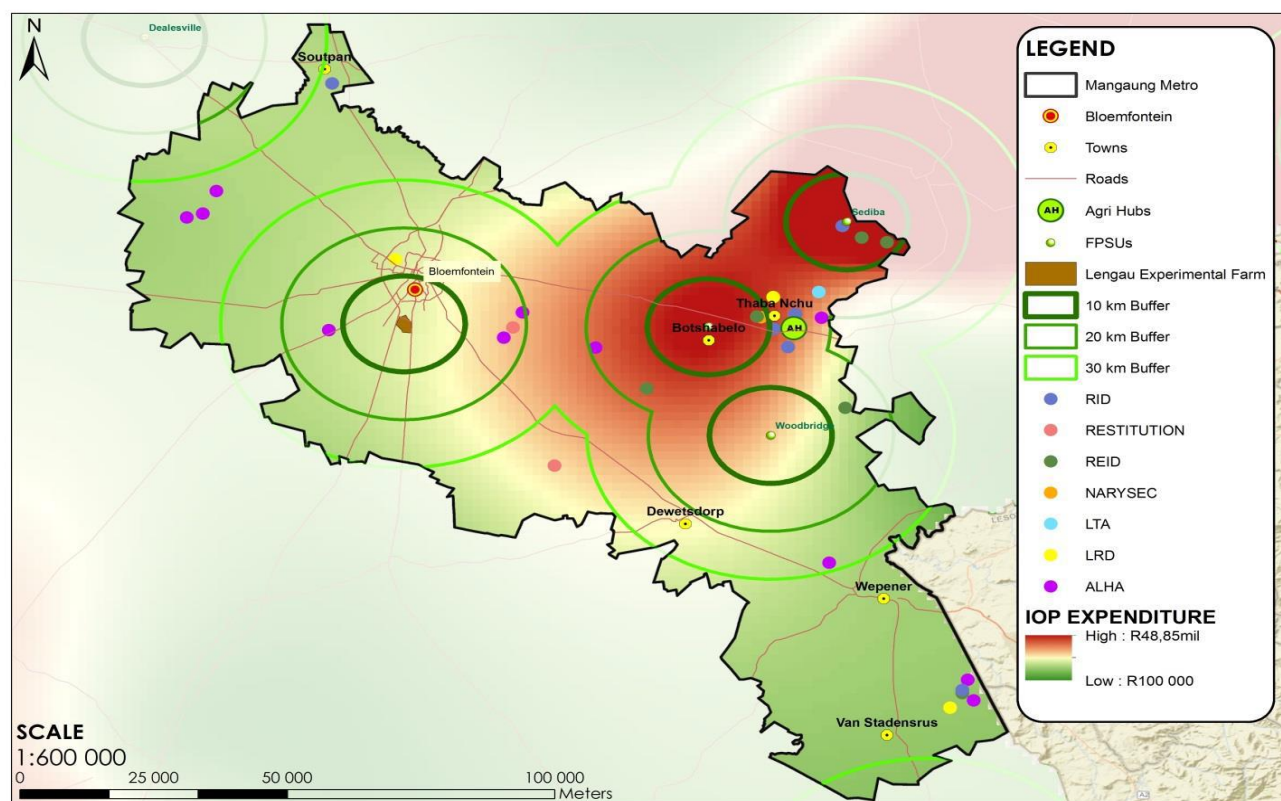 Dealesville
N
Soutpan
Sediba
Bloemfontein
Thaba Nchu
AH
Botshabelo
Woodbridge
Dewetsdorp
LESO
Wepener
Van Stadensrus
A2
SCALE
1:600 000
0 25 000 50 000 100 000
Meters
LEGEND
Mangaung Metro
Bloemfontein
Towns
Roads
AH Agri Hubs
FPSUs
Lengau Experimental Farm
10 km Buffer
20 km Buffer
30 km Buffer
RID
RESTITUTION
REID
NARYSEC
LTA
LRD
ALHA
IOP EXPENDITURE
High : R48,85mil
Low : R100 000